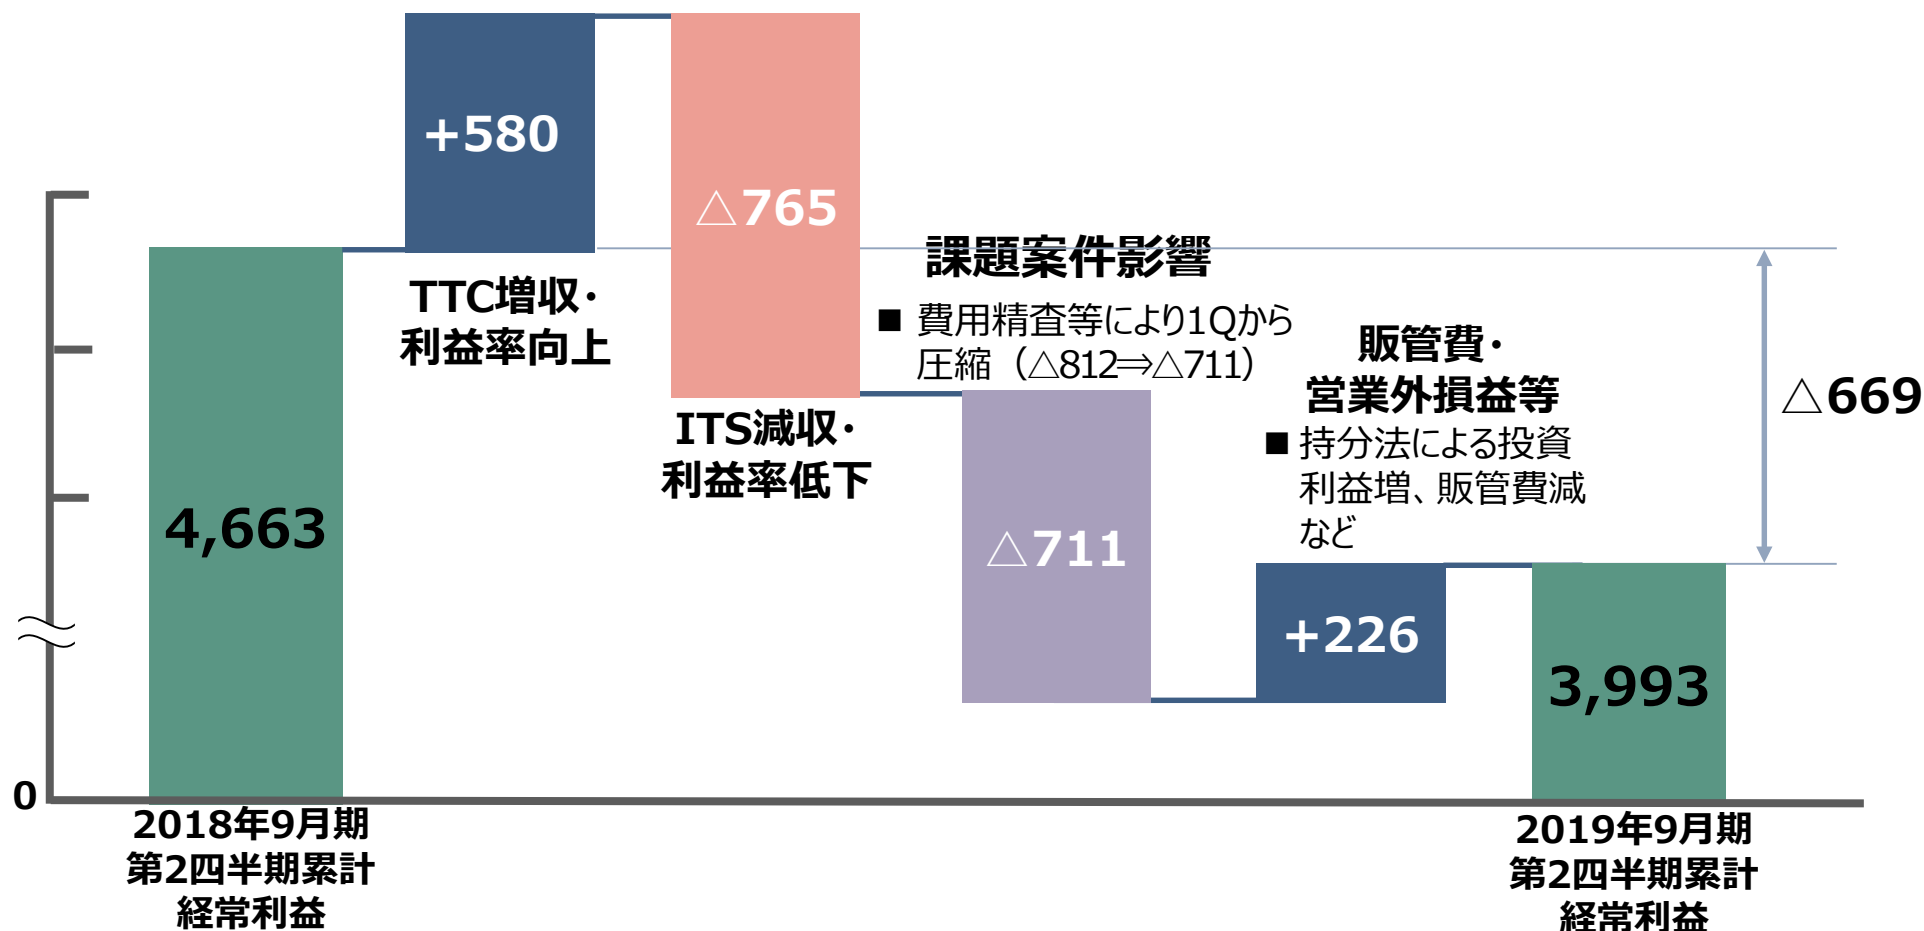 +580
△765
TTC増収・
利益率向上
課題案件影響
■ 費用精査等により1Qから
圧縮（△812⇒△711）
販管費・
営業外損益等
■ 持分法による投資
利益増、販管費減
など
△669
ITS減収・
利益率低下
4,663
△711
+226
3,993
0
2018年9月期
第2四半期累計
経常利益
2019年9月期
第2四半期累計
経常利益